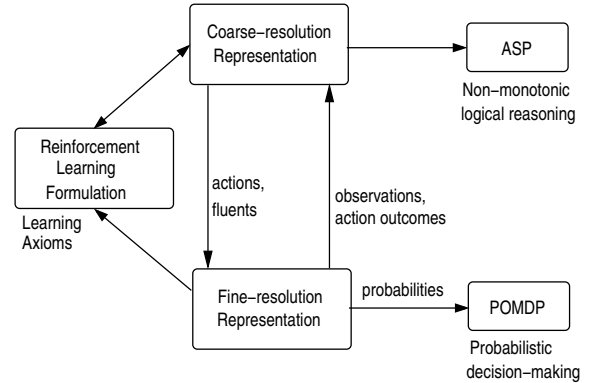 Coarse−resolution
Representation
ASP
Non−monotonic
logical reasoning
Reinforcement
Learning
Formulation
Learning
Axioms
actions,
fluents
observations,
action outcomes
Fine−resolution
Representation
probabilities
POMDP
Probabilistic
decision−making